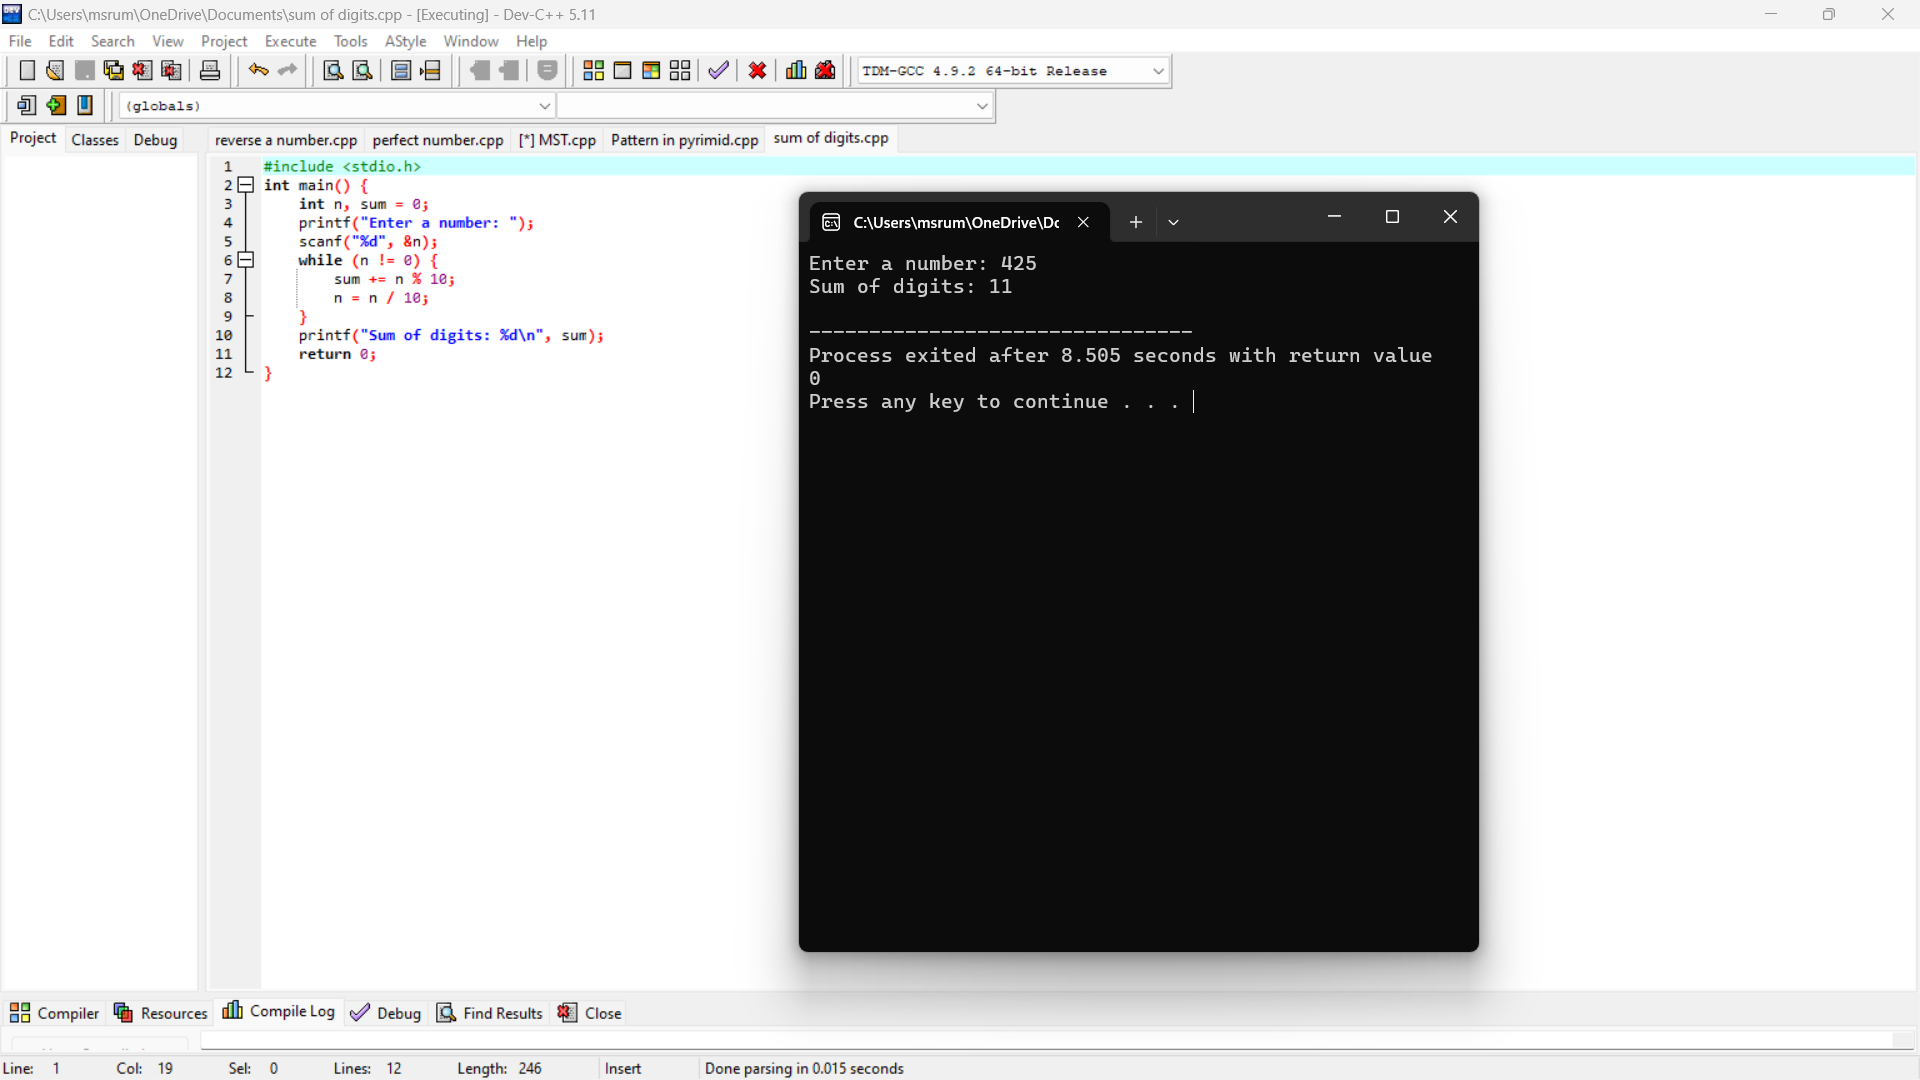 C:\Users\msrum\OneDrive\Documents\sum of digits.cpp - [Executing] - Dev-C++ 5.11
File Edit Search View Project Execute Tools AStyle Window Help
TDM-GCC 4.9.2 64-bit Release
(globals)
Project Classes Debug
reverse a number.cpp perfect number.cpp [*] MST.cpp Pattern in pyrimid.cpp sum of digits.cpp
1 #include <stdio.h>
2 int main() {
3 int n, sum = 0;
4 printf("Enter a number: ");
5 scanf("%d", &n);
6 while (n != 0) {
7 sum += n % 10;
8 n = n / 10;
9 }
10 printf("Sum of digits: %d\n", sum);
11 return 0;
12 }
C:\Users\msrum\OneDrive\Dc
Enter a number: 425
Sum of digits: 11
--------------------------------
Process exited after 8.505 seconds with return value
0
Press any key to continue . . .
Compiler Resources Compile Log Debug Find Results Close
Line: 1 Col: 19 Sel: 0 Lines: 12 Length: 246 Insert Done parsing in 0.015 seconds